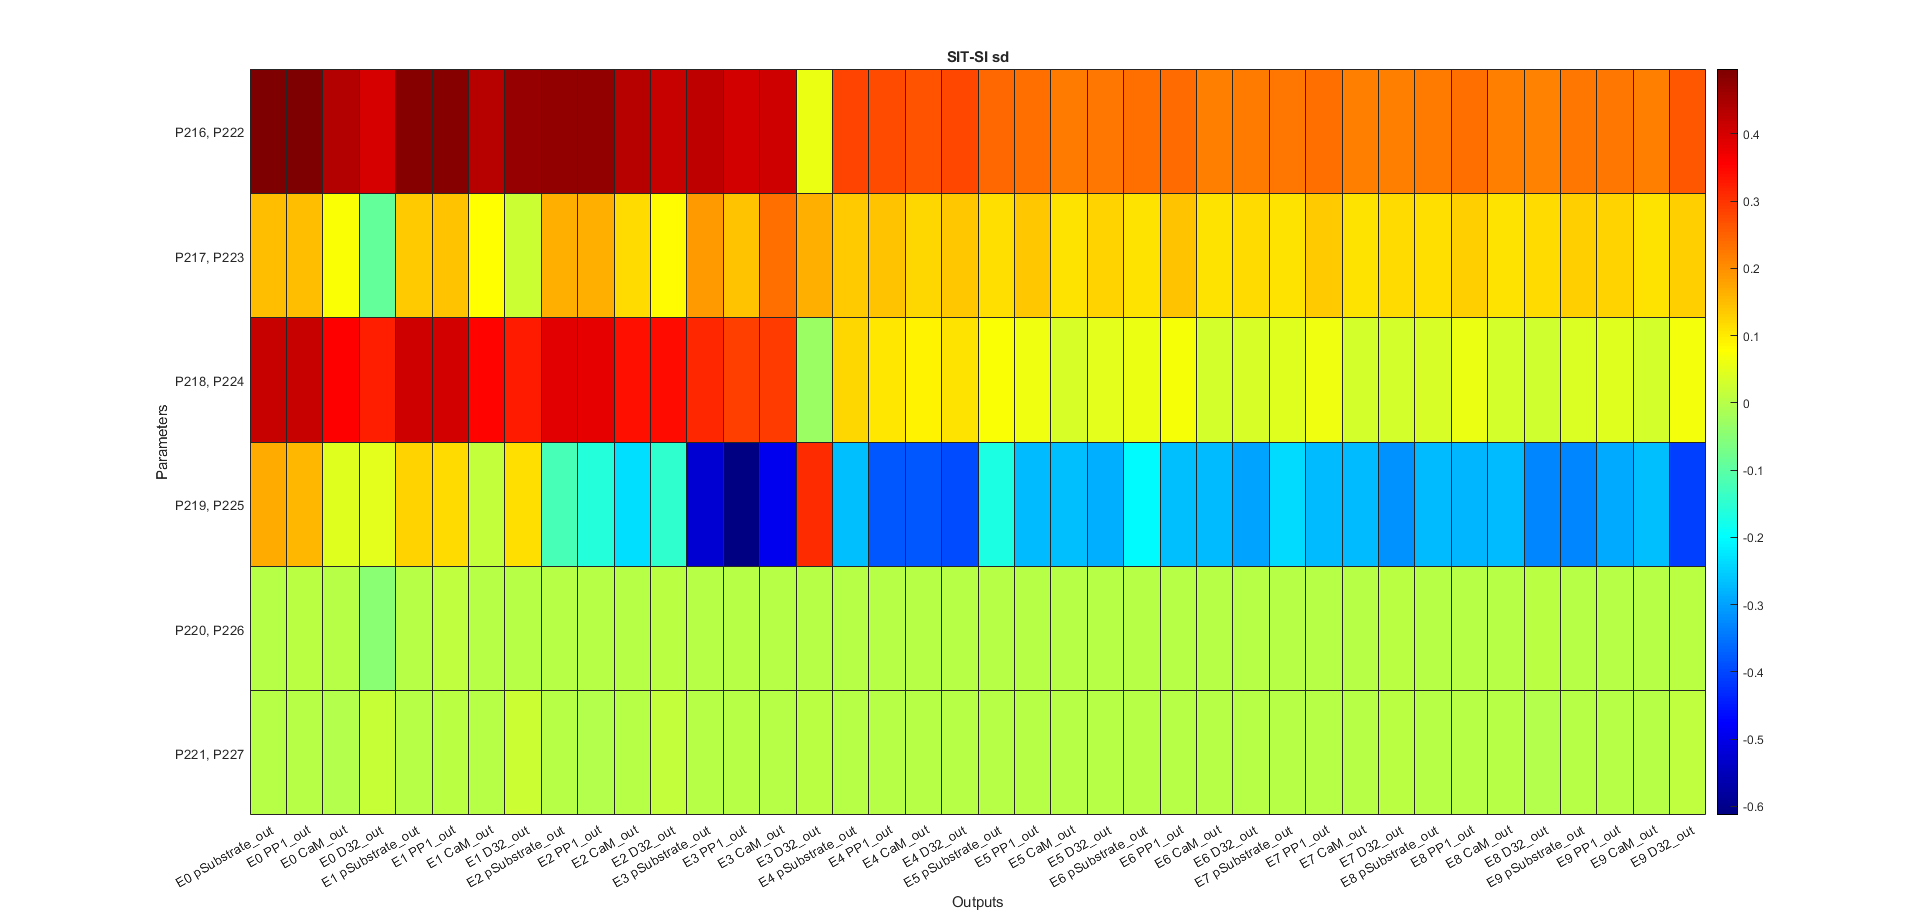 SIT-SI sd
P216, P222
P217, P223
P218, P224
P219, P225
P220, P226
P221, P227
Parameters
0.4
0.3
0.2
0.1
0
-0.1
-0.2
-0.3
-0.4
-0.5
-0.6
E0 pSubstrate_out
E0 PP1_out
E0 CaM_out
E0 D32_out
E1 pSubstrate_out
E1 PP1_out
E1 CaM_out
E1 D32_out
E2 pSubstrate_out
E2 PP1_out
E2 CaM_out
E2 D32_out
E3 pSubstrate_out
E3 PP1_out
E3 CaM_out
E3 D32_out
E4 pSubstrate_out
E4 PP1_out
E4 CaM_out
E4 D32_out
E5 pSubstrate_out
E5 PP1_out
E5 CaM_out
E5 D32_out
E6 pSubstrate_out
E6 PP1_out
E6 CaM_out
E6 D32_out
E7 pSubstrate_out
E7 PP1_out
E7 CaM_out
E7 D32_out
E8 pSubstrate_out
E8 PP1_out
E8 CaM_out
E8 D32_out
E9 pSubstrate_out
E9 PP1_out
E9 CaM_out
E9 D32_out
Outputs